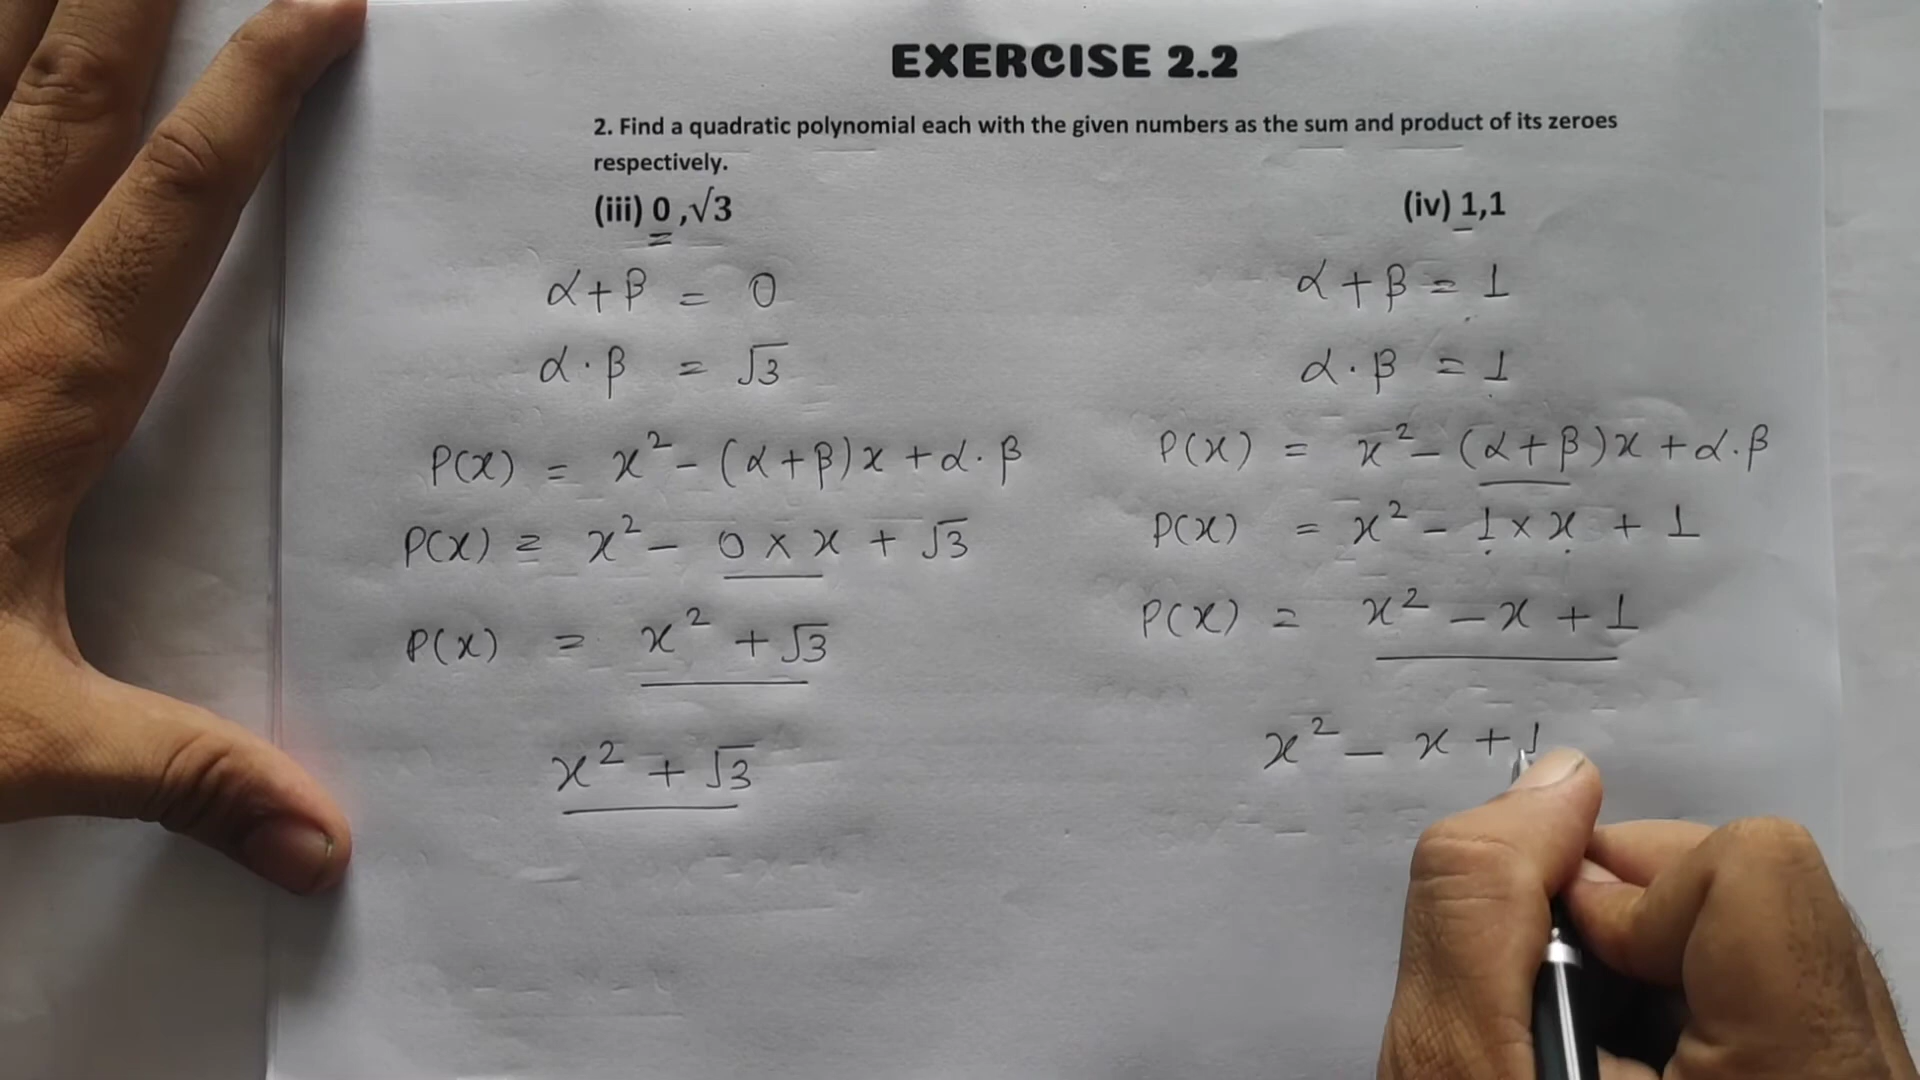 EXERCISE 2.2
2. Find a quadratic polynomial each with the given numbers as the sum and product of its zeroes
respectively.
(iii) 0 ,√3
α + β = 0
α · β = √3
P(x) = x² − (α + β) x + α · β
P(x) = x² − 0 × x + √3
P(x) = x² + √3
x² + √3
(iv) 1,1
α + β = 1
α · β = 1
P(x) = x² − (α + β) x + α · β
P(x) = x² − 1 × x + 1
P(x) = x² − x + 1
x² − x + 1